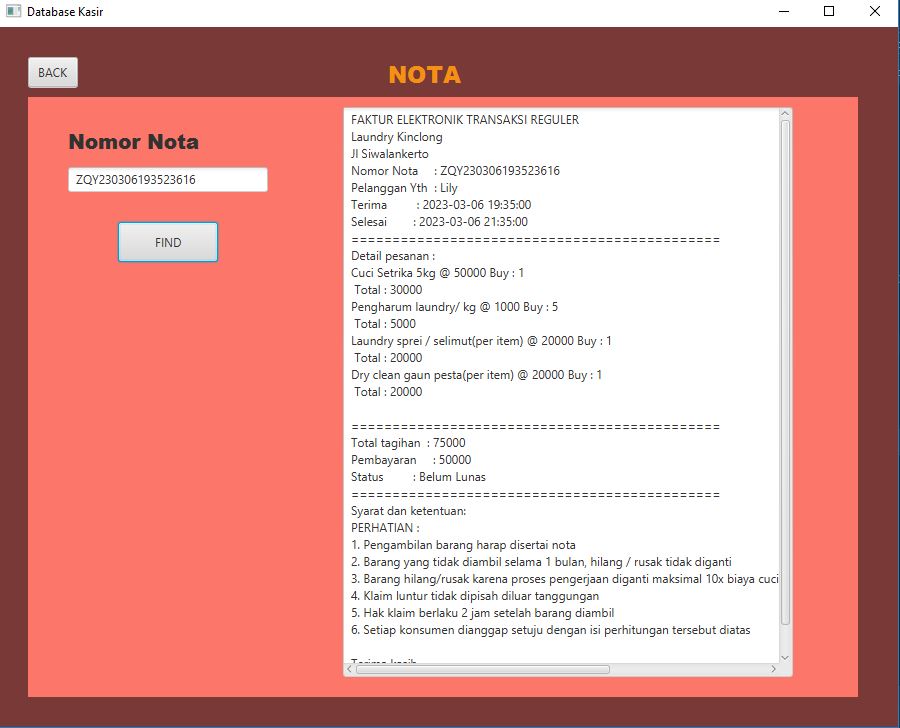 Database Kasir
BACK
NOTA
Nomor Nota
ZQY230306193523616
FIND
FAKTUR ELEKTRONIK TRANSAKSI REGULER
Laundry Kinclong
Jl Siwalankerto
Nomor Nota : ZQY230306193523616
Pelanggan Yth : Lily
Terima : 2023-03-06 19:35:00
Selesai : 2023-03-06 21:35:00
=============================================
Detail pesanan :
Cuci Setrika 5kg @ 50000 Buy : 1
Total : 30000
Pengharum laundry/ kg @ 1000 Buy : 5
Total : 5000
Laundry sprei / selimut(per item) @ 20000 Buy : 1
Total : 20000
Dry clean gaun pesta(per item) @ 20000 Buy : 1
Total : 20000
=============================================
Total tagihan : 75000
Pembayaran : 50000
Status : Belum Lunas
=============================================
Syarat dan ketentuan:
PERHATIAN :
1. Pengambilan barang harap disertai nota
2. Barang yang tidak diambil selama 1 bulan, hilang / rusak tidak diganti
3. Barang hilang/rusak karena proses pengerjaan diganti maksimal 10x biaya cuci
4. Klaim luntur tidak dipisah diluar tanggungan
5. Hak klaim berlaku 2 jam setelah barang diambil
6. Setiap konsumen dianggap setuju dengan isi perhitungan tersebut diatas
Terima kasih